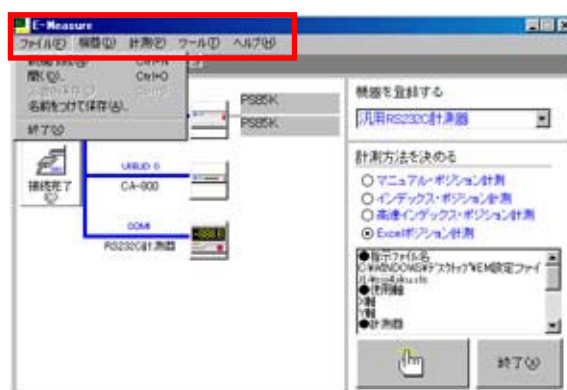 E-Measure
ファイル(F) 機器(D) 計測(P) ツール(T) ヘルプ(H)
Ctrl+N
開く(O)... Ctrl+O
名前をつけて保存(A)...
終了(X)
PS85K
PS85K
接続完了
CA-800
COM1
RS232C計測器
機器を登録する
汎用RS232C計測器
計測方法を決める
マニュアル・ポジション計測
インデックス・ポジション計測
高速インデックス・ポジション計測
Excelポジション計測
●指示ファイル名
C:¥WINDOWS¥デスクトップ¥EM設定ファイ
●使用軸
X軸
Y軸
●計測器
終了(X)